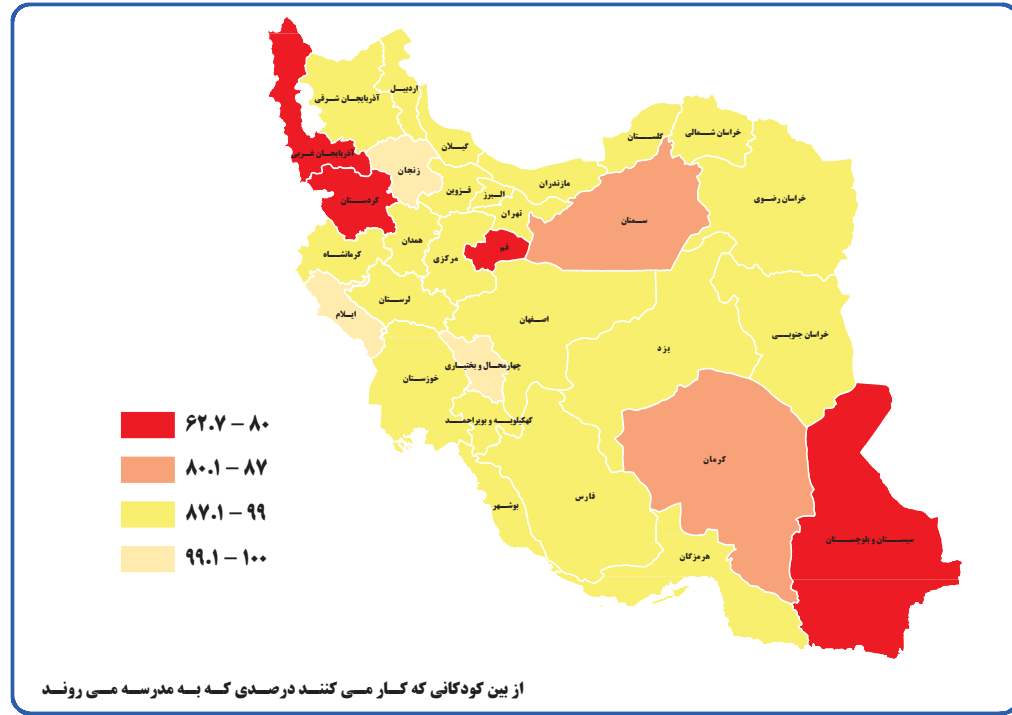 اردبیل
آذربایجان شرقی
خراسان شمالی
گلستان
گیلان
آذربایجان غربی
زنجان
مازندران
قزوین
البرز
خراسان رضوی
کردستان
تهران
سمنان
همدان
قم
کرمانشاه
مرکزی
لرستان
ایلام
اصفهان
خراسان جنوبی
یزد
چهارمحال و بختیاری
خوزستان
کهکیلویه و بویراحمد
کرمان
فارس
بوشهر
سیستان و بلوچستان
هرمزگان
۶۲.۷ – ۸۰
۸۰.۱ – ۸۷
۸۷.۱ – ۹۹
۹۹.۱ – ۱۰۰
از بین کودکانی که کار می کنند درصدی که به مدرسه می روند